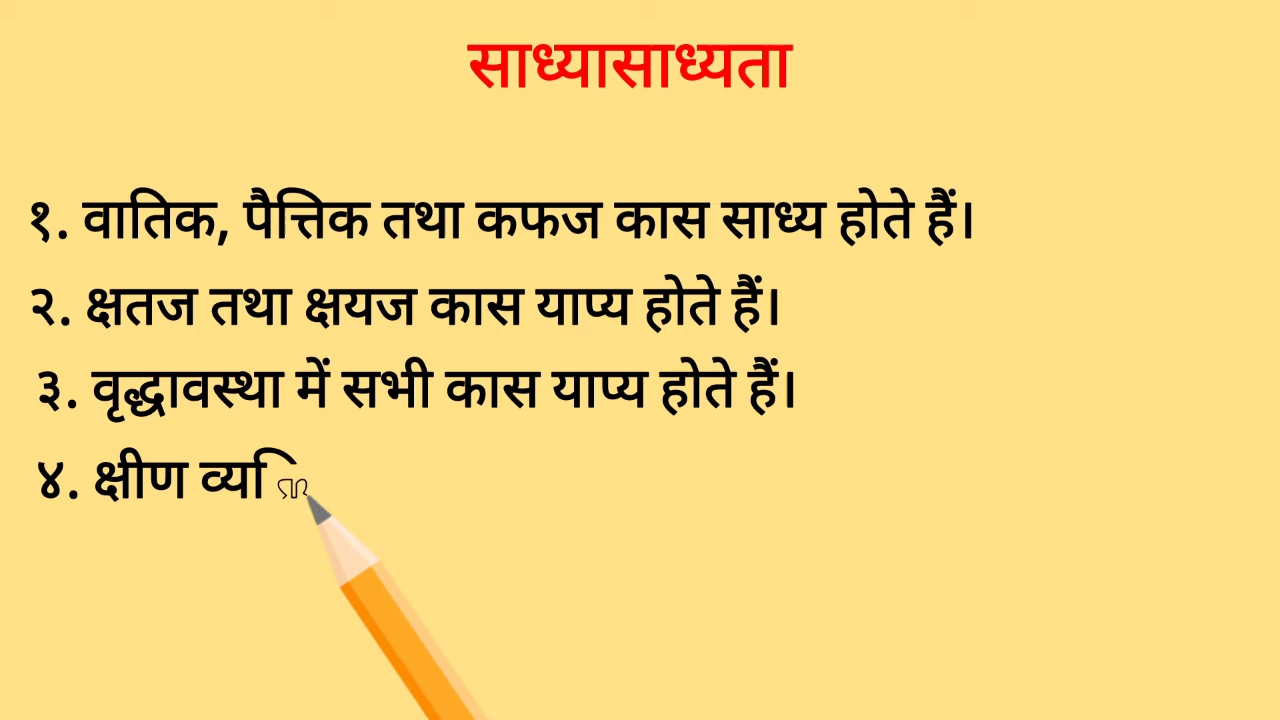 साध्यासाध्यता
१. वातिक, पैत्तिक तथा कफज कास साध्य होते हैं।
२. क्षतज तथा क्षयज कास याप्य होते हैं।
३. वृद्धावस्था में सभी कास याप्य होते हैं।
४. क्षीण